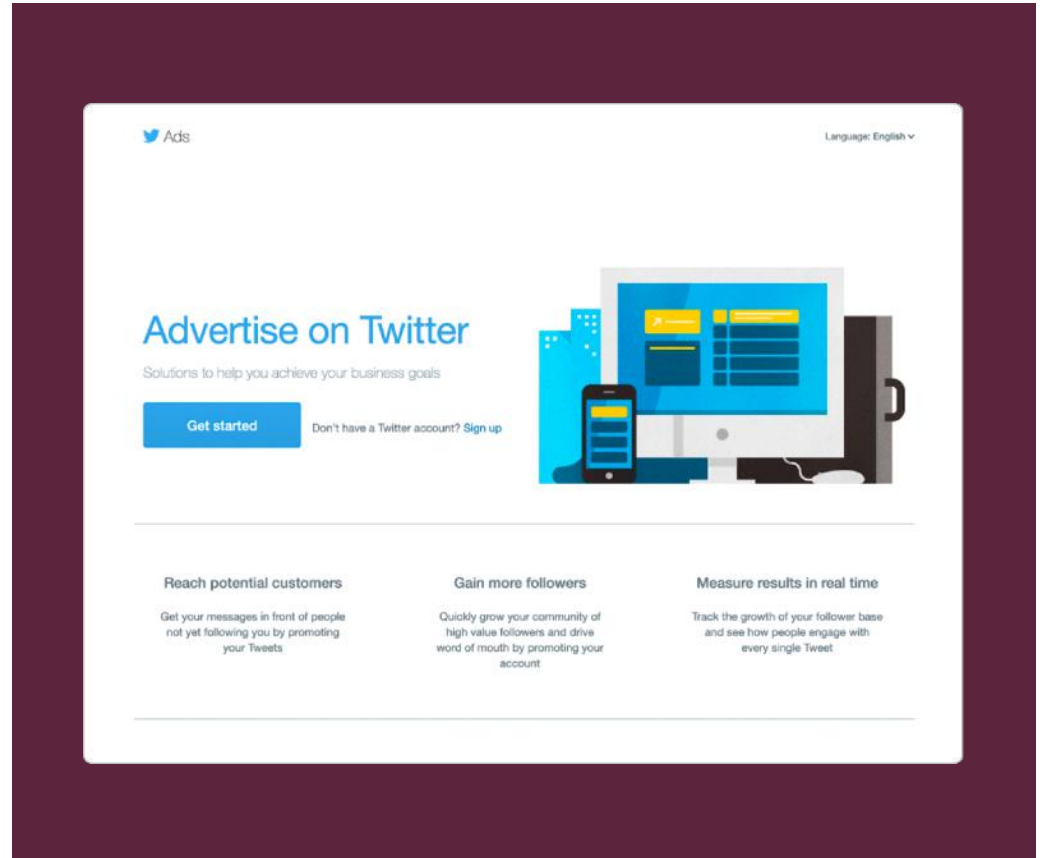 Ads
Language: English
Advertise on Twitter
Solutions to help you achieve your business goals
Get started
Don't have a Twitter account? Sign up
Reach potential customers
Get your messages in front of people
not yet following you by promoting
your Tweets
Gain more followers
Quickly grow your community of
high value followers and drive
word of mouth by promoting your
account
Measure results in real time
Track the growth of your follower base
and see how people engage with
every single Tweet